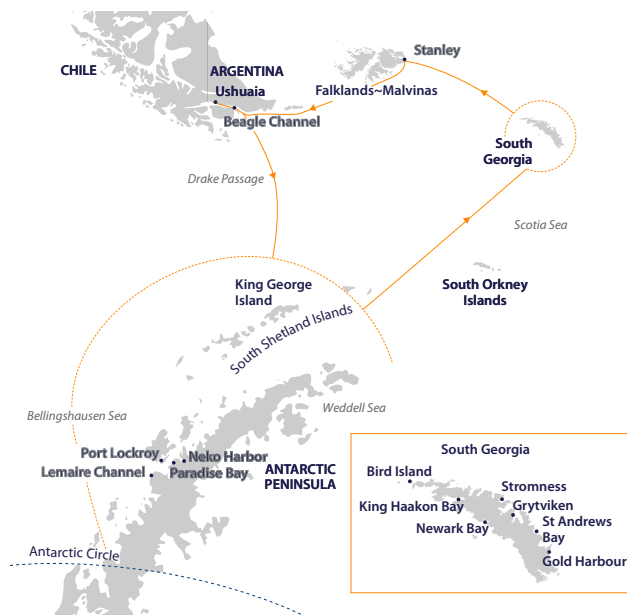 Stanley
CHILE
ARGENTINA
Ushuaia
Falklands~Malvinas
Beagle Channel
South
Georgia
Drake Passage
Scotia Sea
King George
Island
South Orkney
Islands
South Shetland Islands
Bellingshausen Sea
Weddell Sea
Port Lockroy
Neko Harbor
Lemaire Channel
Paradise Bay
ANTARCTIC
PENINSULA
Antarctic Circle
South Georgia
Bird Island
Stromness
King Haakon Bay
Grytviken
Newark Bay
St Andrews
Bay
Gold Harbour